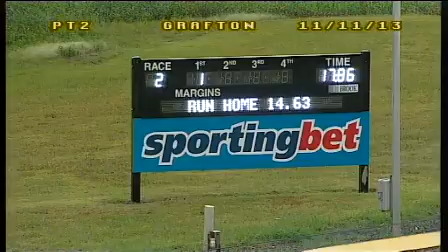 PT2 GRAFTON 11/11/13
RACE 1ST 2ND 3RD 4TH TIME
2 1 17.06
MARGINS
RUN HOME 14.63
sportingbet